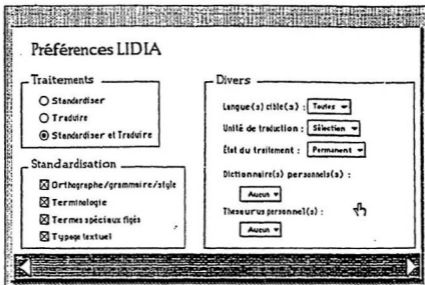 Préférences LIDIA
Traitements
Standardiser
Traduire
Standardiser et Traduire
Standardisation
Orthographe/grammaire/style
Terminologie
Termes spéciaux figés
Typage textuel
Divers
Langue(s) cible(s) : Toutes
Unité de traduction : Sélection
État du traitement : Permanent
Dictionnaire(s) personnels(s) :
Aucun
Thesaurus personnel(s) :
Aucun